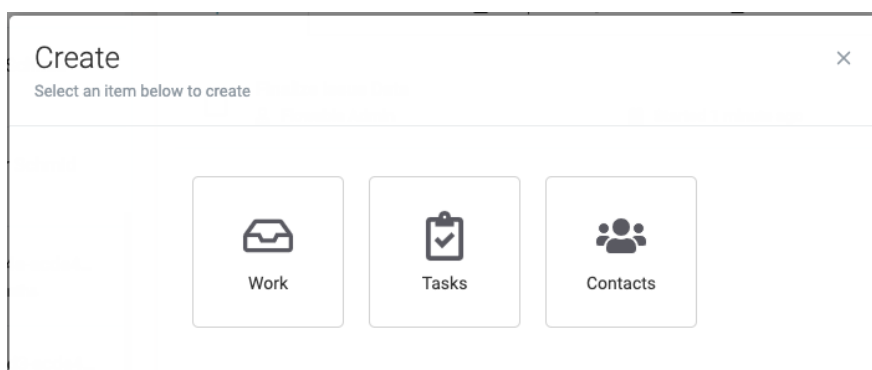 Create
Select an item below to create
Work
Tasks
Contacts